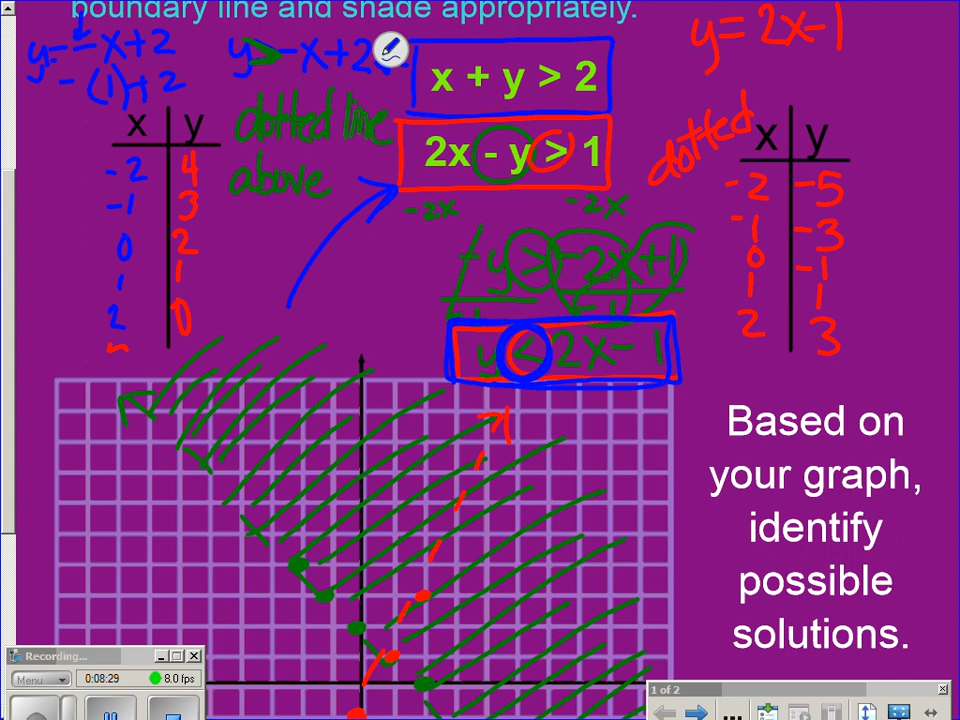 boundary line and shade appropriately.
y=-1x+2
-(1)+2
y>-x+2
x + y > 2
y=2x-1
dotted line
above
2x - y > 1
-2x -2x
dotted
x y
-2 4
-1 3
0 2
1 1
2 0
x y
-2 -5
-1 -3
0 -1
1 1
2 3
-y>-2x+1
y<2x-1
Based on
your graph,
identify
possible
solutions.
Recording...
Menu
0:08:29
8.0 fps
1 of 2